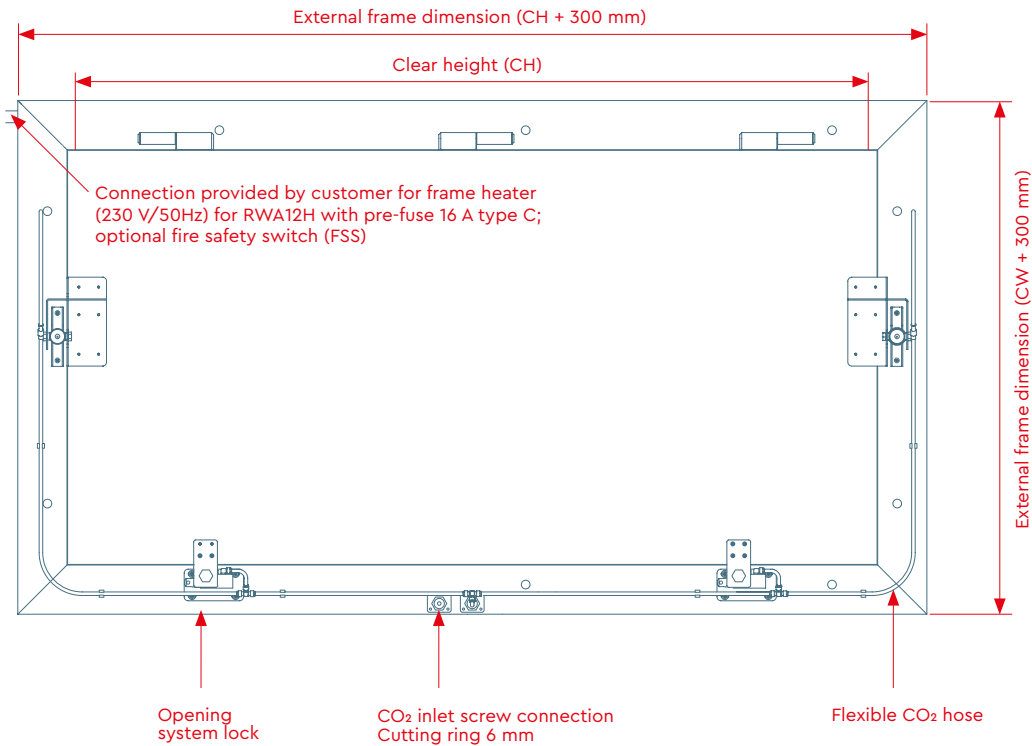 External frame dimension (CH + 300 mm)
Clear height (CH)
Connection provided by customer for frame heater
(230 V/50Hz) for RWA12H with pre-fuse 16 A type C;
optional fire safety switch (FSS)
External frame dimension (CW + 300 mm)
Opening
system lock
CO₂ inlet screw connection
Cutting ring 6 mm
Flexible CO₂ hose